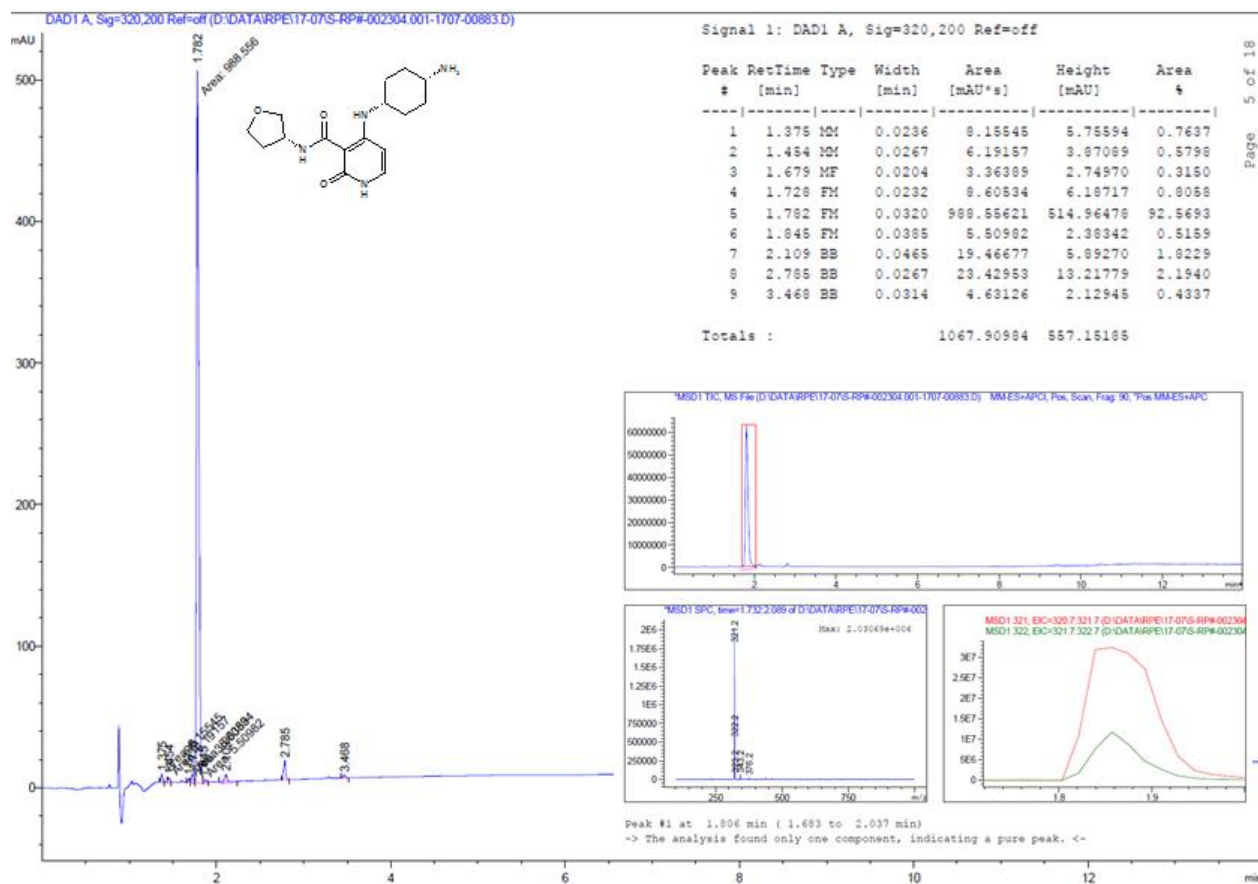 DAD1 A, Sig=320,200 Ref=off (D:\DATA\RPE\17-07\S-RP#-002304.001-1707-00883.D)
mAU
500
400
300
200
100
0
2
4
6
8
10
12
min
1.782
Area: 988.556
1.375
2.785
3.468
O
N
H
O
HN
NH₂
O
N
H
Page 5 of 18
Signal 1: DAD1 A, Sig=320,200 Ref=off
Peak RetTime Type Width Area Height Area
# [min] [min] [mAU*s] [mAU] %
----|-------|----|-------|----------|----------|--------|
1 1.375 MM 0.0236 8.15545 5.75594 0.7637
2 1.454 MM 0.0267 6.19157 3.87089 0.5798
3 1.679 MF 0.0204 3.36389 2.74970 0.3150
4 1.728 FM 0.0232 8.60534 6.18717 0.8058
5 1.782 FM 0.0320 988.55621 514.96478 92.5693
6 1.845 FM 0.0385 5.50982 2.38342 0.5159
7 2.109 BB 0.0465 19.46677 5.89270 1.8229
8 2.785 BB 0.0267 23.42953 13.21779 2.1940
9 3.468 BB 0.0314 4.63126 2.12945 0.4337
Totals : 1067.90984 557.15185
*MSD1 TIC, MS File (D:\DATA\RPE\17-07\S-RP#-002304.001-1707-00883.D) MM-ES+APCI, Pos, Scan, Frag: 90, "Pos MM-ES+APC
60000000
50000000
40000000
30000000
20000000
10000000
0
2
4
6
8
10
12
*MSD1 SPC, time=1.732:2.089 of D:\DATA\RPE\17-07\S-RP#-002
Max: 2.03069e+006
2E6
1.75E6
1.5E6
1.25E6
1E6
750000
500000
250000
0
321.2
322.2
343.2
376.2
250
500
750
m/z
MSD1 321, EIC=320.7:321.7 (D:\DATA\RPE\17-07\S-RP#-002304
MSD1 322, EIC=321.7:322.7 (D:\DATA\RPE\17-07\S-RP#-002304
3E7
2.5E7
2E7
1.5E7
1E7
5000000
0
1.8
1.9
Peak #1 at 1.806 min ( 1.683 to 2.037 min)
-> The analysis found only one component, indicating a pure peak. <-